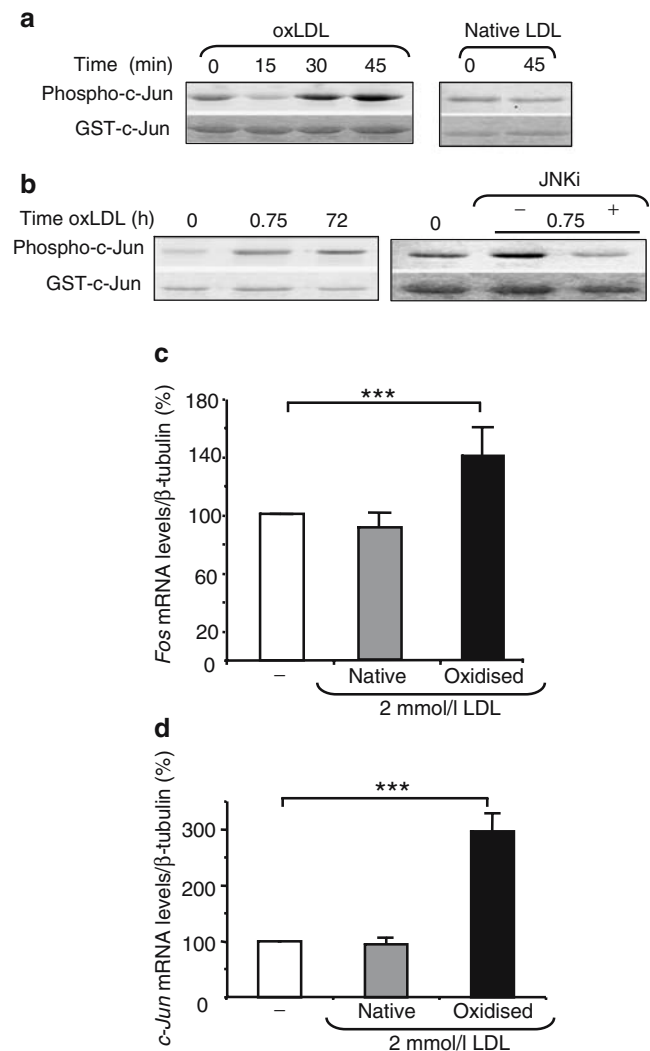 a
oxLDL
Native LDL
Time (min) 0 15 30 45 0 45
Phospho-c-Jun
GST-c-Jun
b
JNKi
− +
Time oxLDL (h) 0 0.75 72 0 0.75
Phospho-c-Jun
GST-c-Jun
c
Fos mRNA levels/β-tubulin (%)
180
140
100
60
20
0
***
− Native Oxidised
2 mmol/l LDL
d
c-Jun mRNA levels/β-tubulin (%)
300
200
100
0
***
− Native Oxidised
2 mmol/l LDL